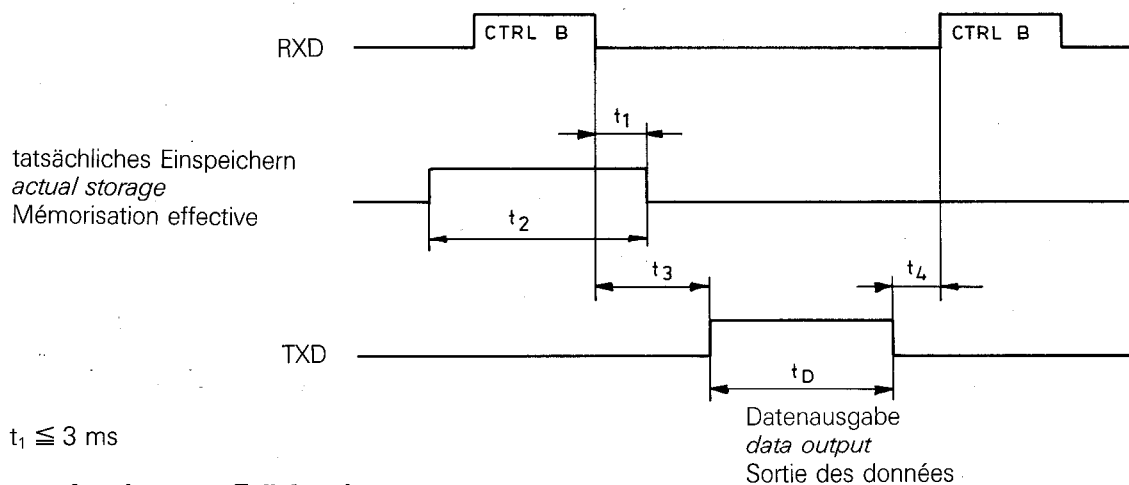 RXD
CTRL B
CTRL B
t₁
tatsächliches Einspeichern
actual storage
Mémorisation effective
t₂
t₃
t₄
TXD
t_D
Datenausgabe
data output
Sortie des données
t₁ ≦ 3 ms